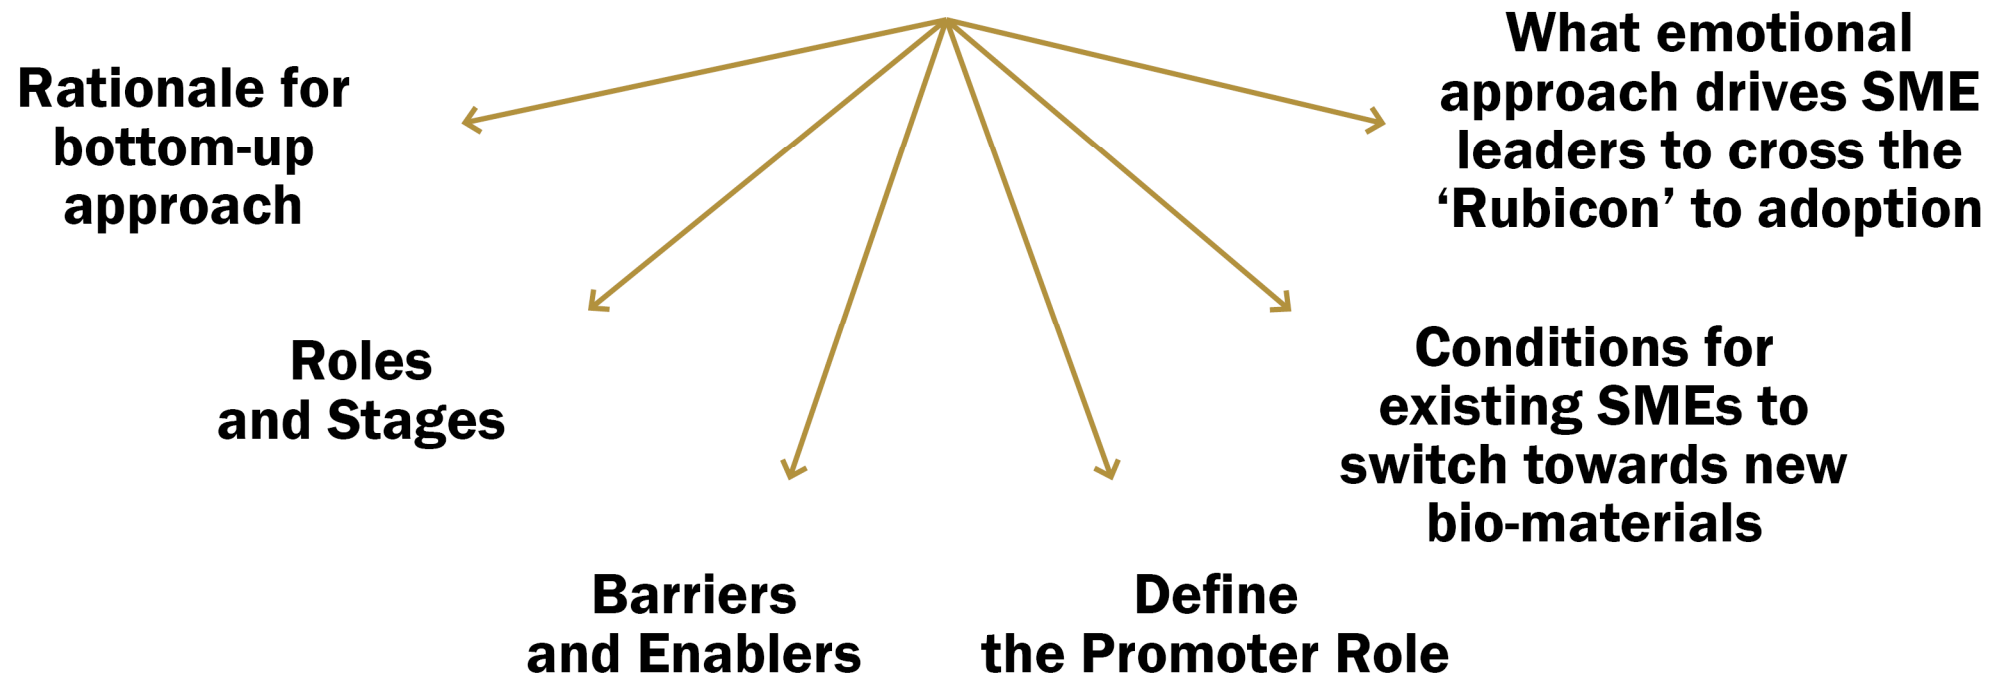 Rationale for
bottom-up
approach
Roles
and Stages
Barriers
and Enablers
Define
the Promoter Role
Conditions for
existing SMEs to
switch towards new
bio-materials
What emotional
approach drives SME
leaders to cross the
‘Rubicon’ to adoption